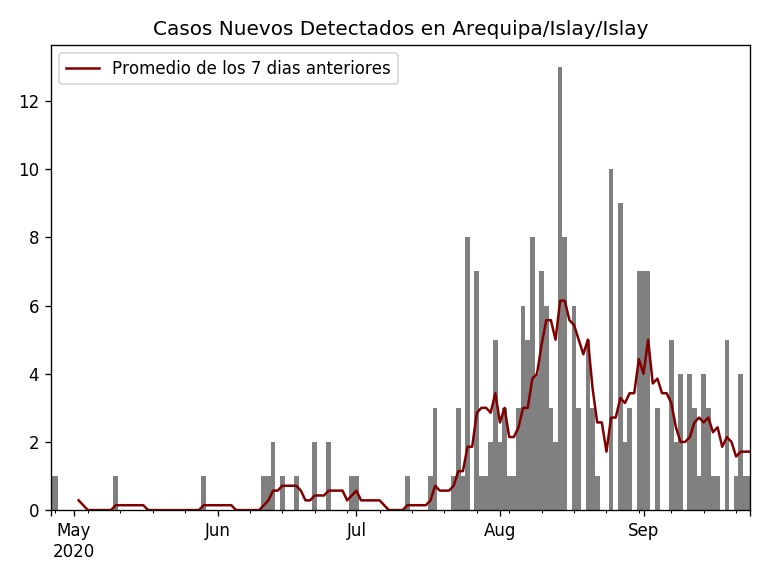 Casos Nuevos Detectados en Arequipa/Islay/Islay
Promedio de los 7 dias anteriores
12
10
8
6
4
2
0
May Jun Jul Aug Sep
2020